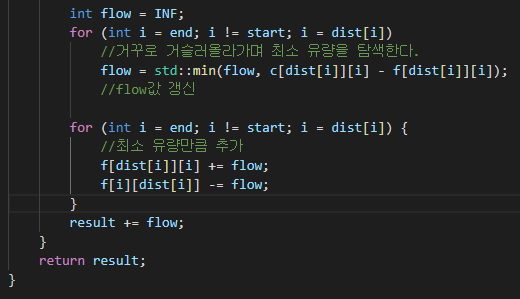 int flow = INF;
for (int i = end; i != start; i = dist[i])
//거꾸로 거슬러올라가며 최소 유량을 탐색한다.
flow = std::min(flow, c[dist[i]][i] - f[dist[i]][i]);
//flow값 갱신
for (int i = end; i != start; i = dist[i]) {
//최소 유량만큼 추가
f[dist[i]][i] += flow;
f[i][dist[i]] -= flow;
}
result += flow;
}
return result;
}